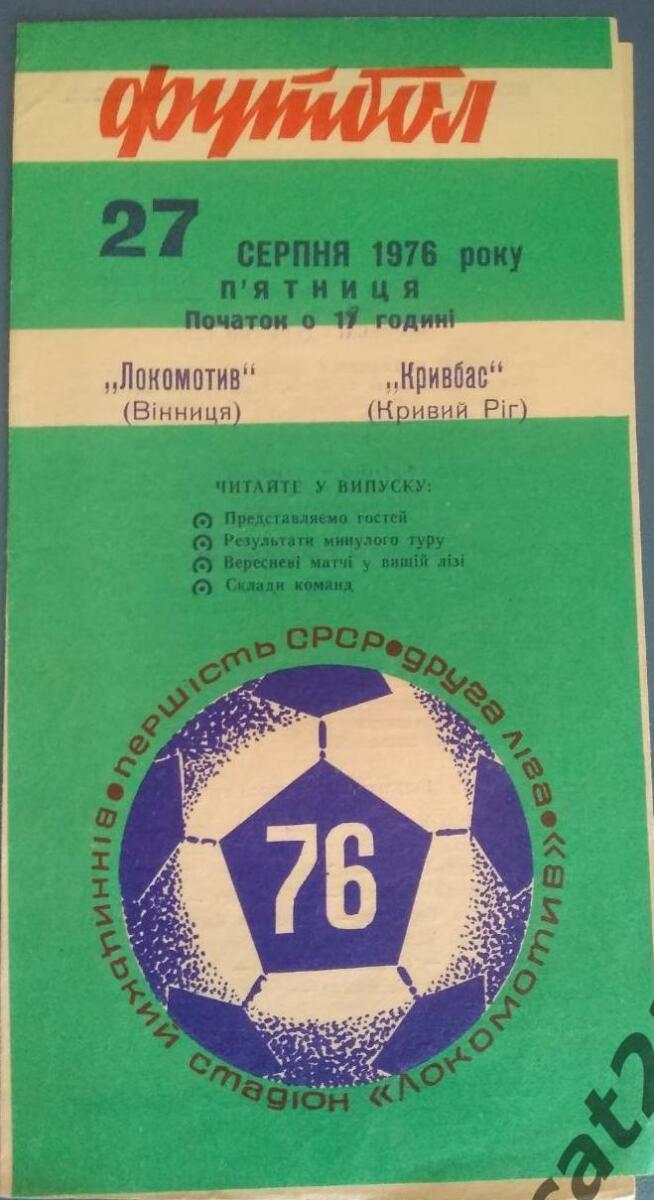 футбол
27 СЕРПНЯ 1976 року
П'ЯТНИЦЯ
Початок о годині
„Локомотив“ „Кривбас“
(Вінниця) (Кривий Ріг)
ЧИТАЙТЕ У ВИПУСКУ:
Представляємо гостей
Результати минулого туру
Вересневі матчі у вищій лізі
Склади команд
першість СРСР • друга ліга •
76
вінницький стадіон «Локомотив»